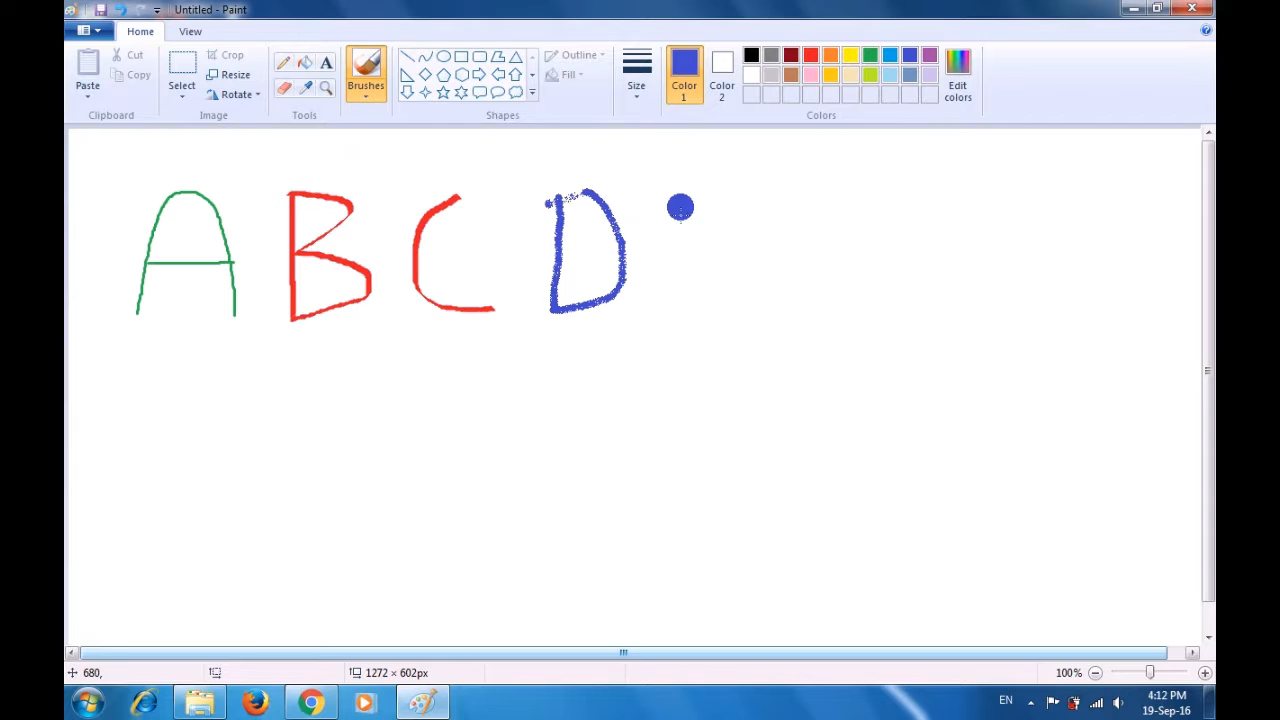 Untitled - Paint
Home View
Paste Cut Copy Clipboard
Select Crop Resize Rotate Image
A Tools
Brushes
Shapes Outline Fill
Size
Color 1 Color 2 Edit colors Colors
A B C D
680, 1272 × 602px 100%
EN 4:12 PM
19-Sep-16